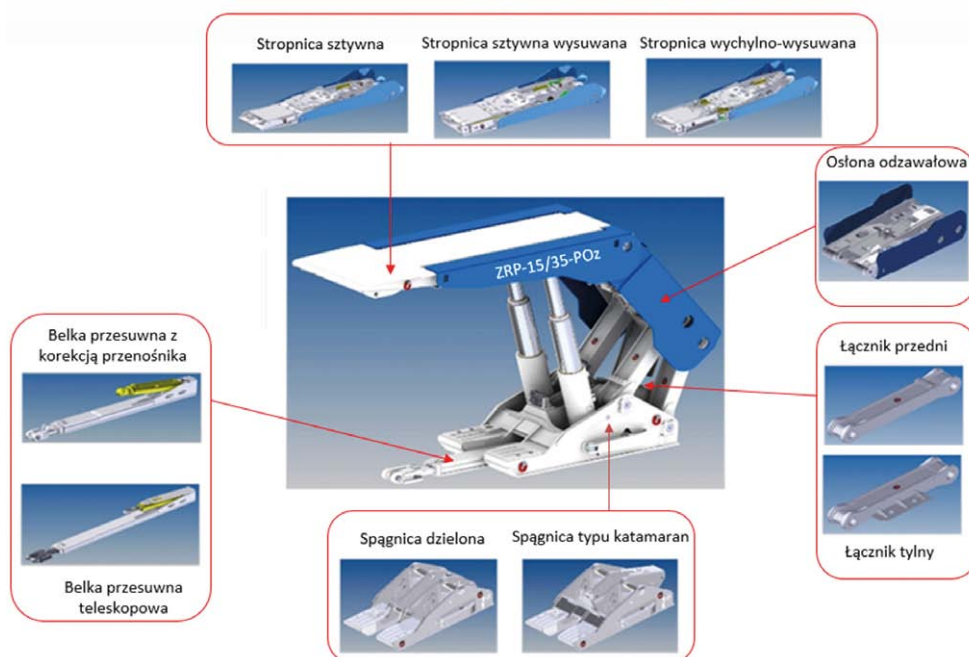 Stropnica sztywna
Stropnica sztywna wysuwana
Stropnica wychylno-wysuwana
Osłona odzawałowa
ZRP-15/35-POz
Belka przesuwna z
korekcją przenośnika
Łącznik przedni
Belka przesuwna
teleskopowa
Spągnica dzielona
Spągnica typu katamaran
Łącznik tylny